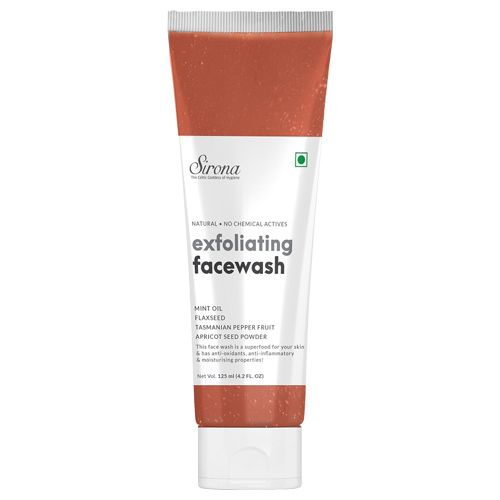 Sirona
The Celtic Goddess of Hygiene
NATURAL • NO CHEMICAL ACTIVES
exfoliating
facewash
MINT OIL
FLAXSEED
TASMANIAN PEPPER FRUIT
APRICOT SEED POWDER
This face wash is a superfood for your skin
& has anti-oxidants, anti-inflammatory
& moisturising properties!
Net Vol. 125 ml (4.2 FL. OZ)